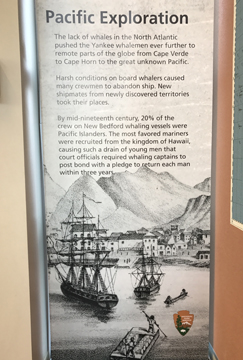 Pacific Exploration
The lack of whales in the North Atlantic
pushed the Yankee whalemen ever further to
remote parts of the globe from Cape Verde
to Cape Horn to the great unknown Pacific.
Harsh conditions on board whalers caused
many crewmen to abandon ship. New
shipmates from newly discovered territories
took their places.
By mid-nineteenth century, 20% of the
crew on New Bedford whaling vessels were
Pacific Islanders. The most favored mariners
were recruited from the kingdom of Hawaii,
causing such a drain of young men that
court officials required whaling captains to
post bond with a pledge to return each man
within three years.